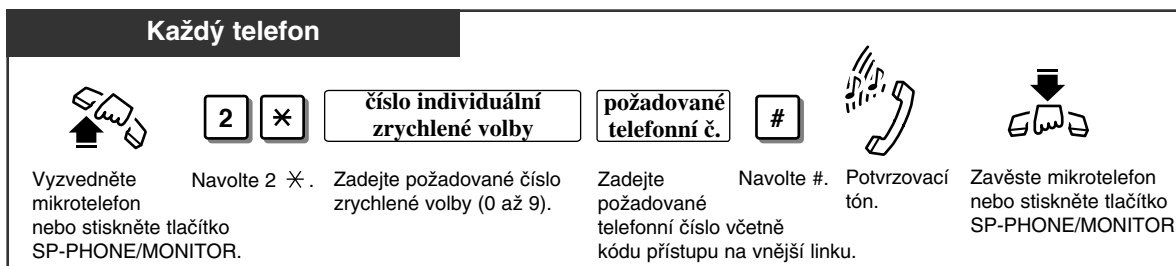 Každý telefon
2 ✳
číslo individuální
zrychlené volby
požadované
telefonní č.
#
Vyzvedněte
mikrotelefon
nebo stiskněte tlačítko
SP-PHONE/MONITOR.
Navolte 2 ✳.
Zadejte požadované číslo
zrychlené volby (0 až 9).
Zadejte
požadované
telefonní číslo včetně
kódu přístupu na vnější linku.
Navolte #.
Potvrzovací
tón.
Zavěste mikrotelefon
nebo stiskněte tlačítko
SP-PHONE/MONITOR